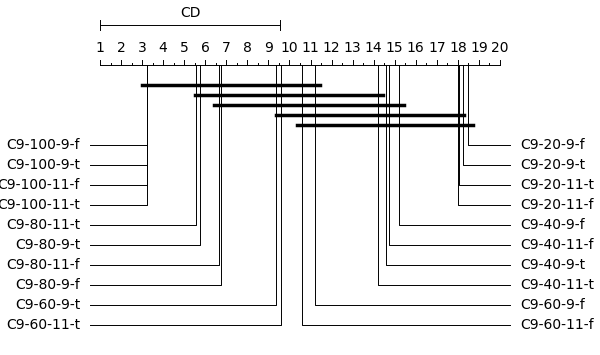 CD
1 2 3 4 5 6 7 8 9 10 11 12 13 14 15 16 17 18 19 20
C9-100-9-f C9-20-9-f
C9-100-9-t C9-20-9-t
C9-100-11-f C9-20-11-t
C9-100-11-t C9-20-11-f
C9-80-11-t C9-40-9-f
C9-80-9-t C9-40-11-f
C9-80-11-f C9-40-9-t
C9-80-9-f C9-40-11-t
C9-60-9-t C9-60-9-f
C9-60-11-t C9-60-11-f